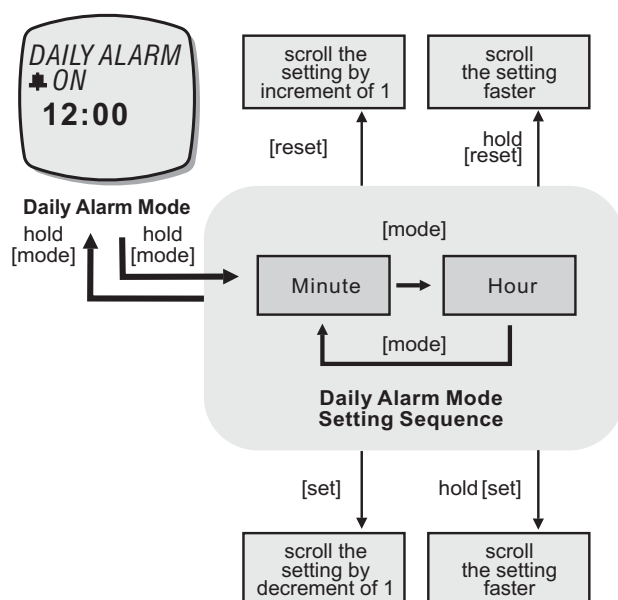 DAILY ALARM
ON
12:00
Daily Alarm Mode
hold
[mode]
hold
[mode]
scroll the
setting by
increment of 1
scroll
the setting
faster
[reset]
hold
[reset]
[mode]
Minute
Hour
[mode]
Daily Alarm Mode
Setting Sequence
[set]
hold [set]
scroll the
setting by
decrement of 1
scroll
the setting
faster